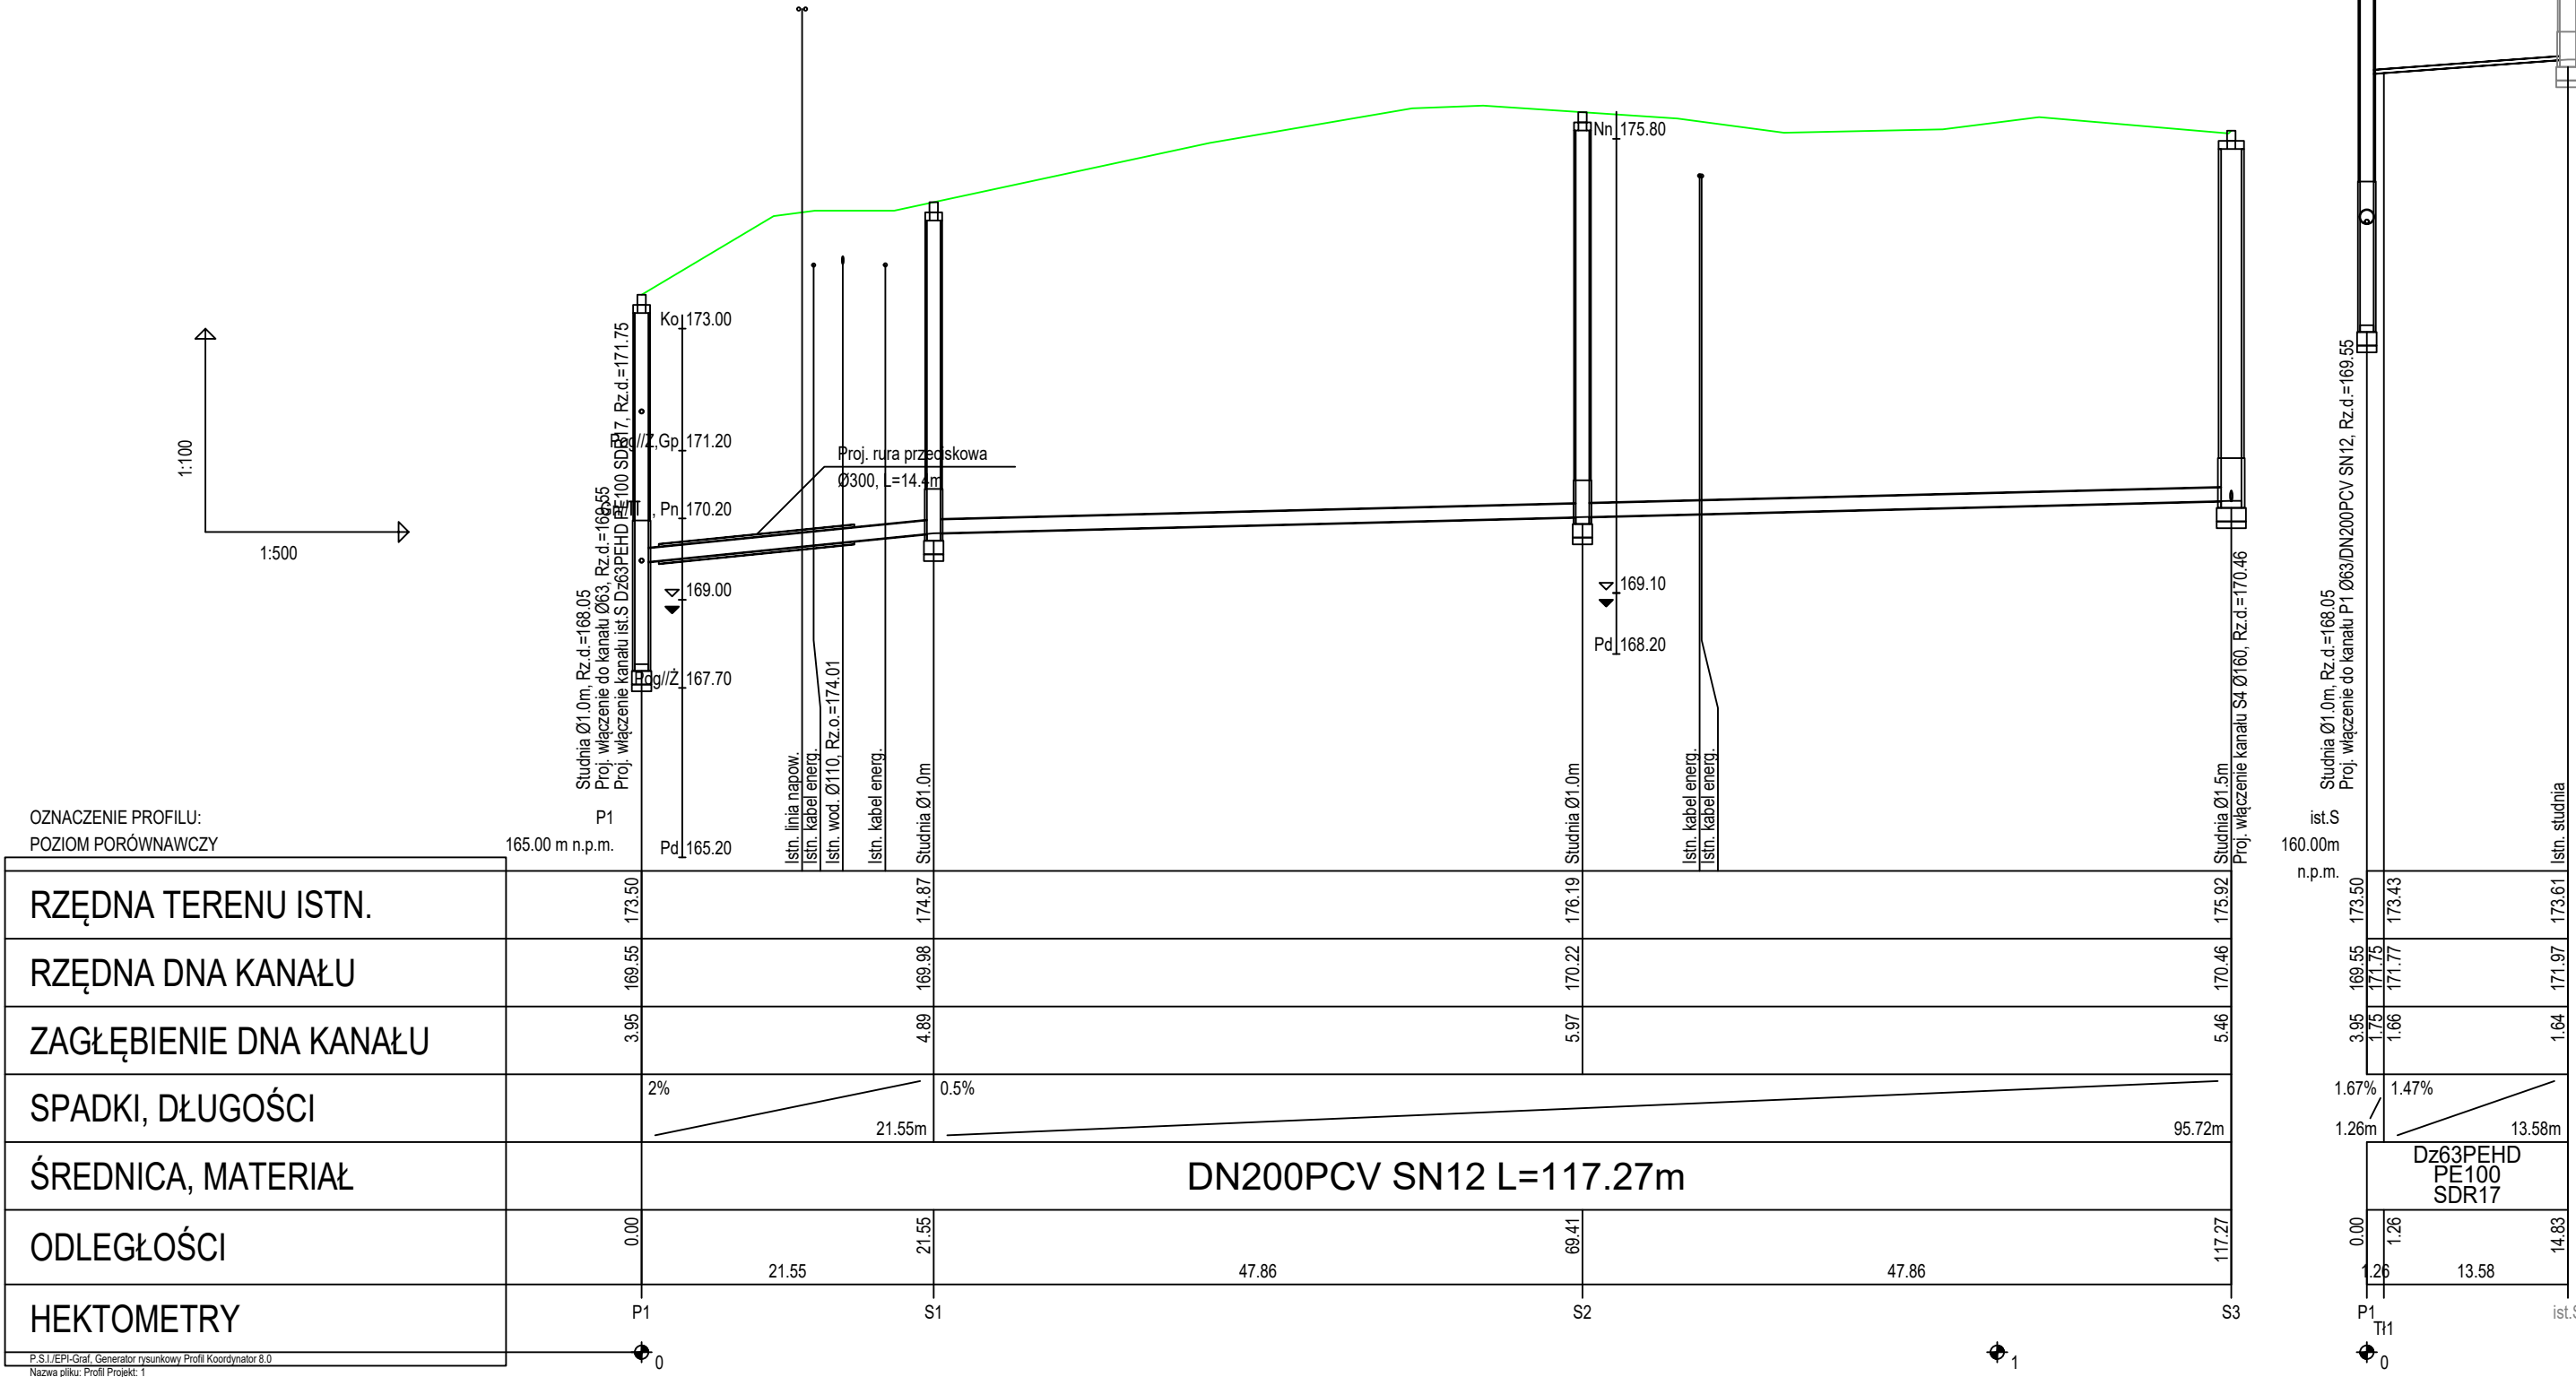 Nn 175.80
Ko 173.00
1:100
1:500
171.20
Proj. rura przeciskowa
Ø300, L=14.4m
Pn 170.20
169.00
169.10
Pd 168.20
Pog//Ż 167.70
Pd 165.20
Studnia Ø1.0m, Rz.d.=168.05
Proj. włączenie do kanału Ø63, Rz.d.=169.55
Proj. włączenie kanału ist.S Dz63PEHD PE100 SDR17, Rz.d.=171.75
Istn. linia napow.
Istn. kabel energ.
Istn. wod. Ø110, Rz.o.=174.01
Istn. kabel energ.
Studnia Ø1.0m
Studnia Ø1.0m
Istn. kabel energ.
Istn. kabel energ.
Studnia Ø1.5m
Proj. włączenie kanału S4 Ø160, Rz.d.=170.46
Studnia Ø1.0m, Rz.d.=168.05
Proj. włączenie do kanału P1 Ø63/DN200PCV SN12, Rz.d.=169.55
Istn. studnia
OZNACZENIE PROFILU: P1 ist.S
POZIOM PORÓWNAWCZY 165.00 m n.p.m. 160.00m
n.p.m.
RZĘDNA TERENU ISTN. 173.50 174.87 176.19 175.92 173.50 173.43 173.61
RZĘDNA DNA KANAŁU 169.55 169.98 170.22 170.46 169.55 171.75 171.77 171.97
ZAGŁĘBIENIE DNA KANAŁU 3.95 4.89 5.97 5.46 3.95 1.75 1.66 1.64
SPADKI, DŁUGOŚCI
2% 0.5% 1.67% 1.47%
21.55m 95.72m 1.26m 13.58m
ŚREDNICA, MATERIAŁ DN200PCV SN12 L=117.27m
Dz63PEHD
PE100
SDR17
ODLEGŁOŚCI 0.00 21.55 69.41 117.27 0.00 1.26 14.83
21.55 47.86 47.86 1.26 13.58
HEKTOMETRY P1 S1 S2 S3 P1 ist.S
Tł1
0 1 0
P.S.I./EPI-Graf, Generator rysunkowy Profil Koordynator 8.0
Nazwa pliku: Profil Projekt: 1